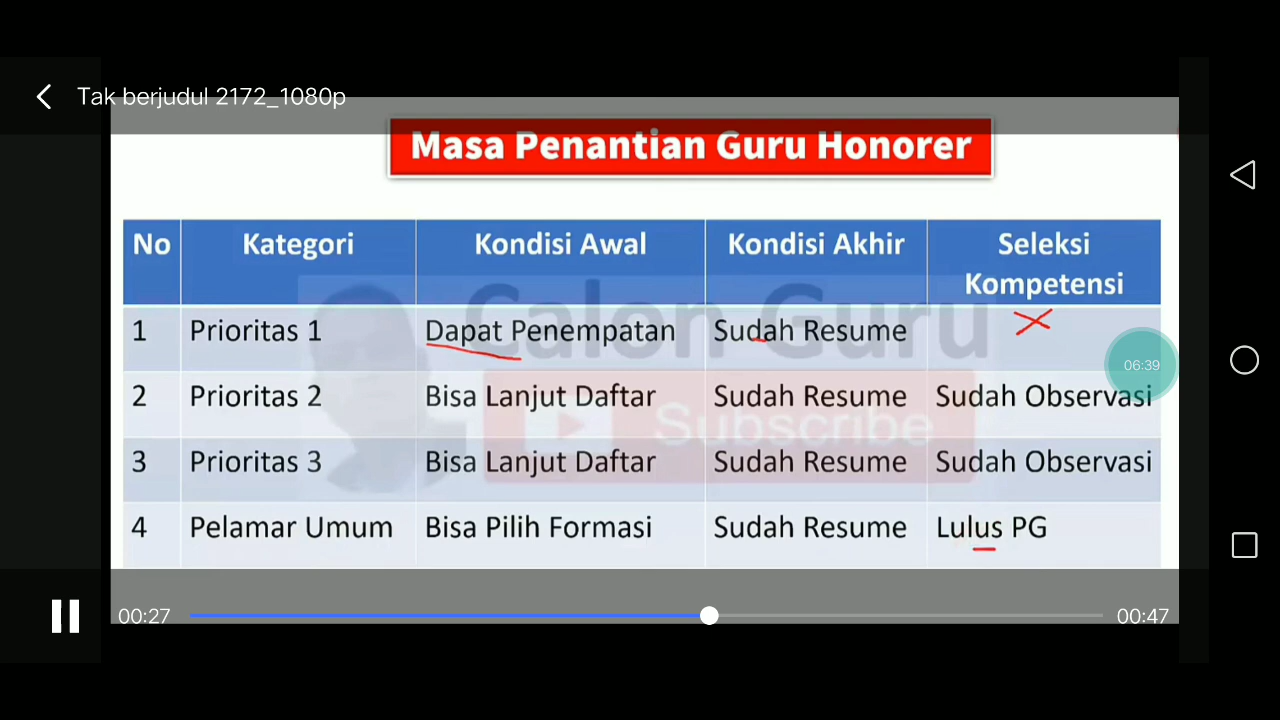 Tak berjudul 2172_1080p
Masa Penantian Guru Honorer
No Kategori Kondisi Awal Kondisi Akhir Seleksi Kompetensi
1 Prioritas 1 Dapat Penempatan Sudah Resume
2 Prioritas 2 Bisa Lanjut Daftar Sudah Resume Sudah Observasi
3 Prioritas 3 Bisa Lanjut Daftar Sudah Resume Sudah Observasi
4 Pelamar Umum Bisa Pilih Formasi Sudah Resume Lulus PG
Calon Guru
Subscribe
06:39
00:27 00:47